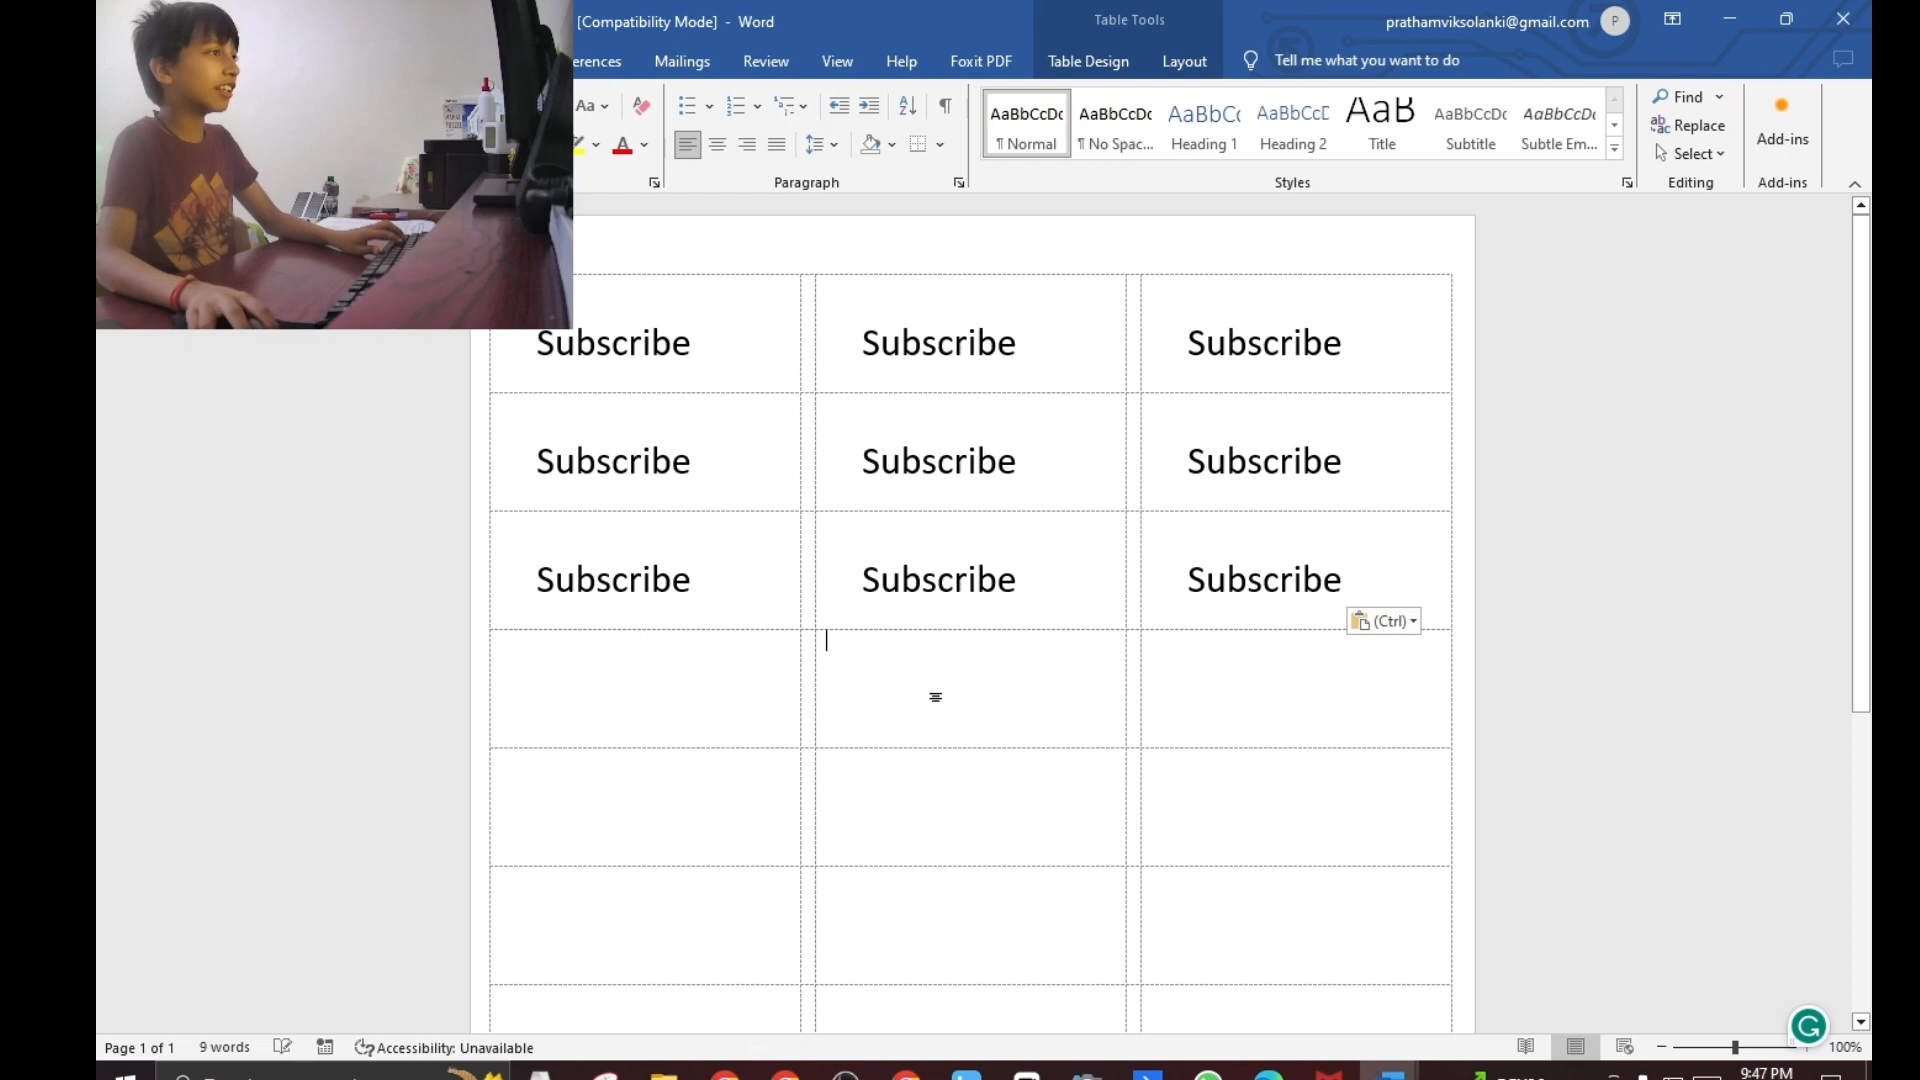 [Compatibility Mode] - Word
Table Tools
prathamviksolanki@gmail.com
P
erences
Mailings
Review
View
Help
Foxit PDF
Table Design
Layout
Tell me what you want to do
Aa
AaBbCcDc
AaBbCcDc
AaBbCc
AaBbCcD
AaB
AaBbCcDc
AaBbCcDc
¶ Normal
¶ No Spac...
Heading 1
Heading 2
Title
Subtitle
Subtle Em...
Find
Replace
Select
Add-ins
Paragraph
Styles
Editing
Add-ins
Subscribe Subscribe Subscribe
Subscribe Subscribe Subscribe
Subscribe Subscribe Subscribe
(Ctrl)
Page 1 of 1
9 words
Accessibility: Unavailable
100%
9:47 PM